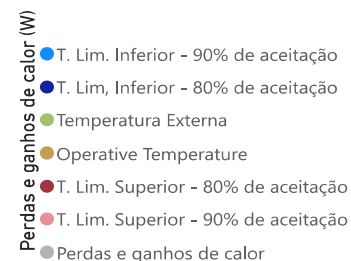 Perdas e ganhos de calor (W)
T. Lim. Inferior - 90% de aceitação
T. Lim, Inferior - 80% de aceitação
Temperatura Externa
Operative Temperature
T. Lim. Superior - 80% de aceitação
T. Lim. Superior - 90% de aceitação
Perdas e ganhos de calor